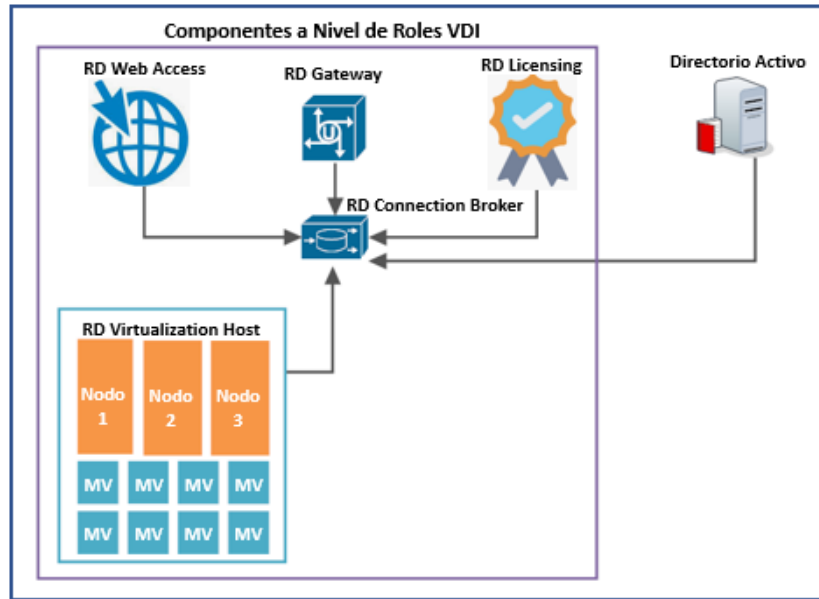 Componentes a Nivel de Roles VDI
RD Web Access
RD Gateway
RD Licensing
Directorio Activo
RD Connection Broker
RD Virtualization Host
Nodo
1
Nodo
2
Nodo
3
MV MV MV MV
MV MV MV MV